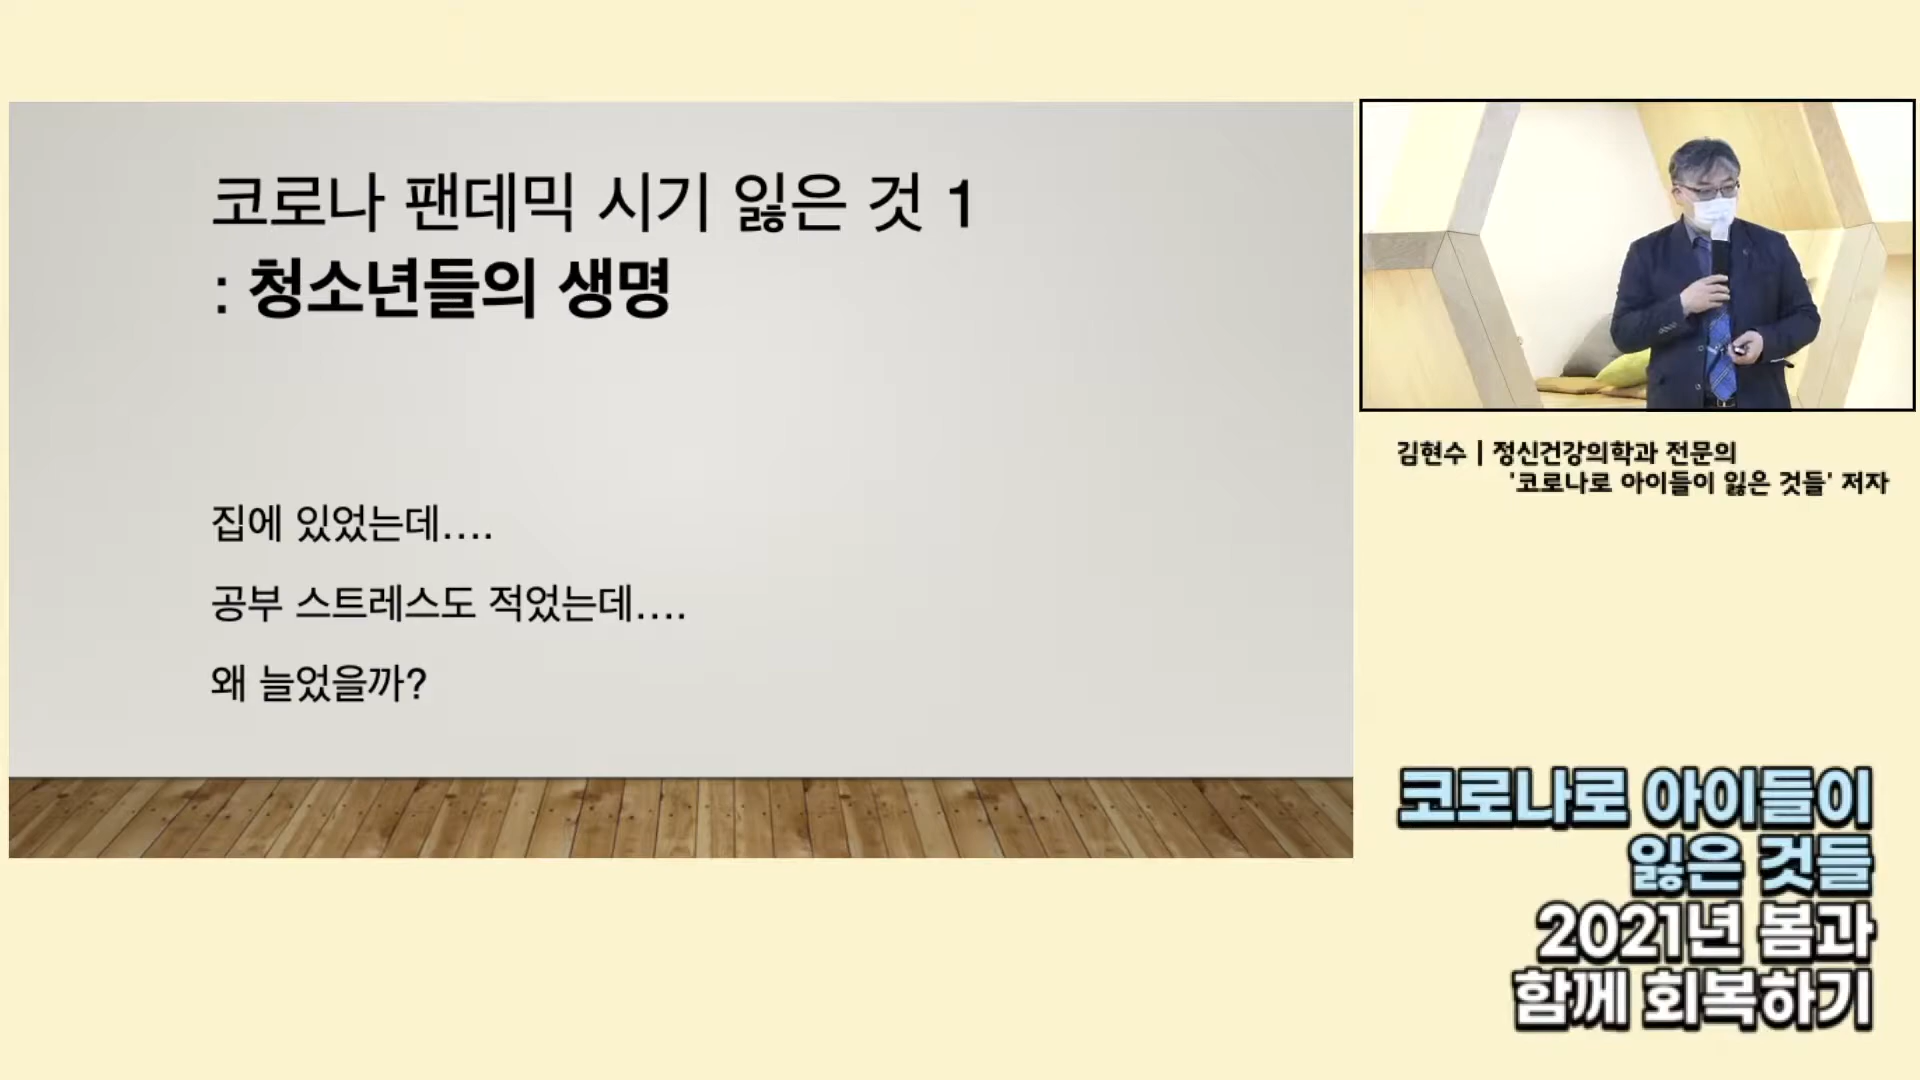 코로나 팬데믹 시기 잃은 것 1
: 청소년들의 생명
집에 있었는데....
공부 스트레스도 적었는데....
왜 늘었을까?
김현수 | 정신건강의학과 전문의
'코로나로 아이들이 잃은 것들' 저자
코로나로 아이들이
잃은 것들
2021년 봄과
함께 회복하기